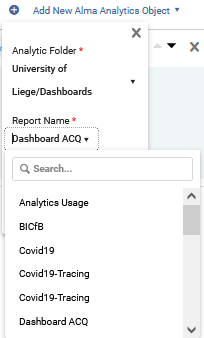 Add New Alma Analytics Object
Analytic Folder *
University of
Liege/Dashboards
Report Name *
Dashboard ACQ
Search...
Analytics Usage
BICfB
Covid19
Covid19-Tracing
Covid19-Tracing
Dashboard ACQ